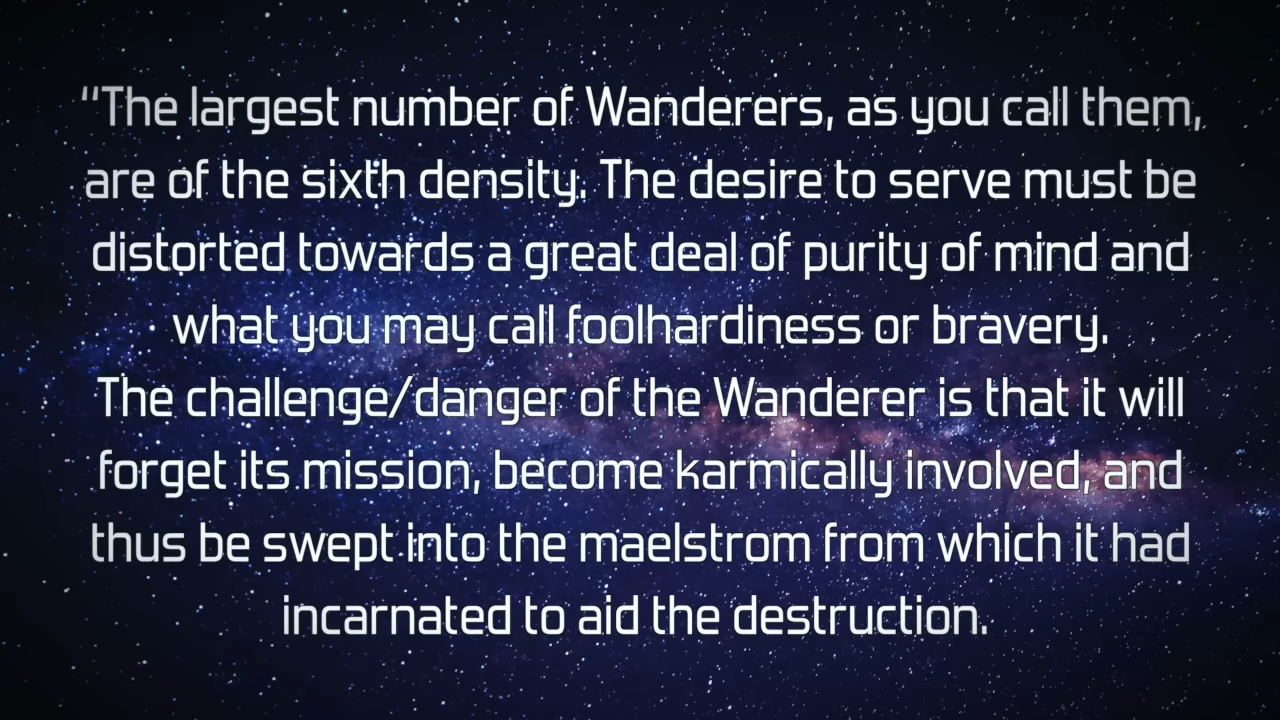 “The largest number of Wanderers, as you call them,
are of the sixth density. The desire to serve must be
distorted towards a great deal of purity of mind and
what you may call foolhardiness or bravery.
The challenge/danger of the Wanderer is that it will
forget its mission, become karmically involved, and
thus be swept into the maelstrom from which it had
incarnated to aid the destruction.